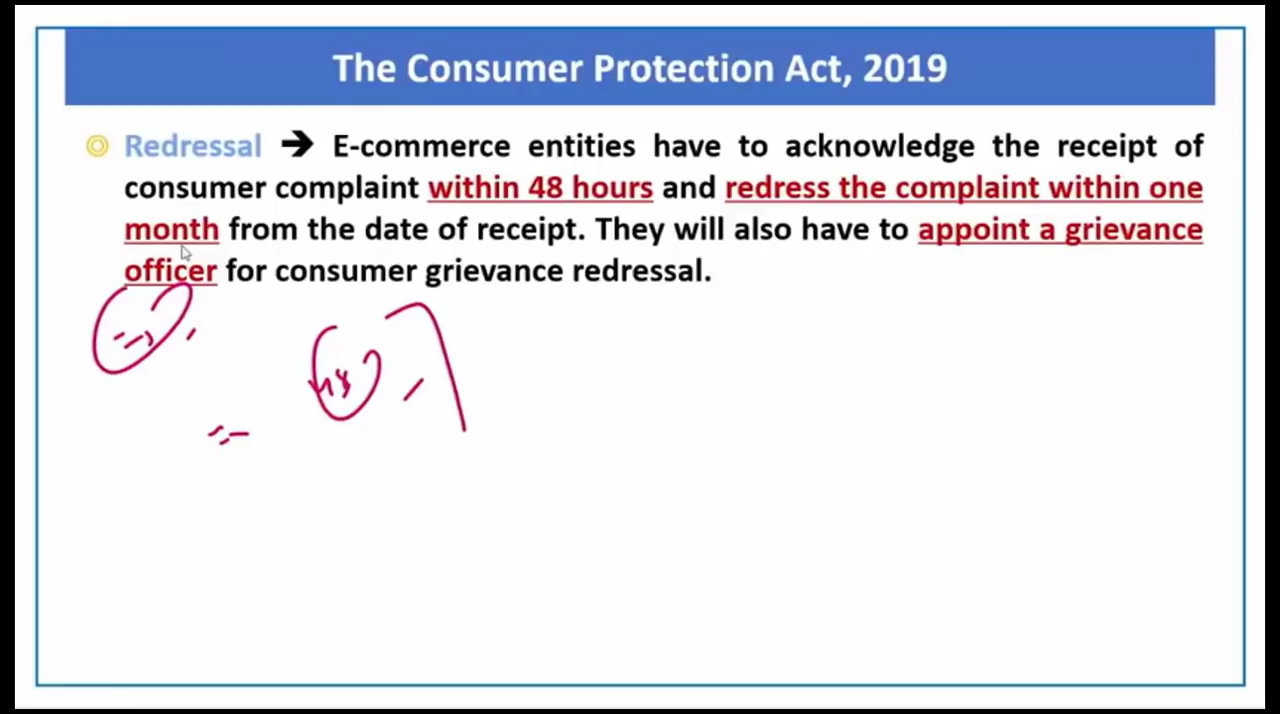 The Consumer Protection Act, 2019
Redressal ➔ E-commerce entities have to acknowledge the receipt of
consumer complaint within 48 hours and redress the complaint within one
month from the date of receipt. They will also have to appoint a grievance
officer for consumer grievance redressal.
48